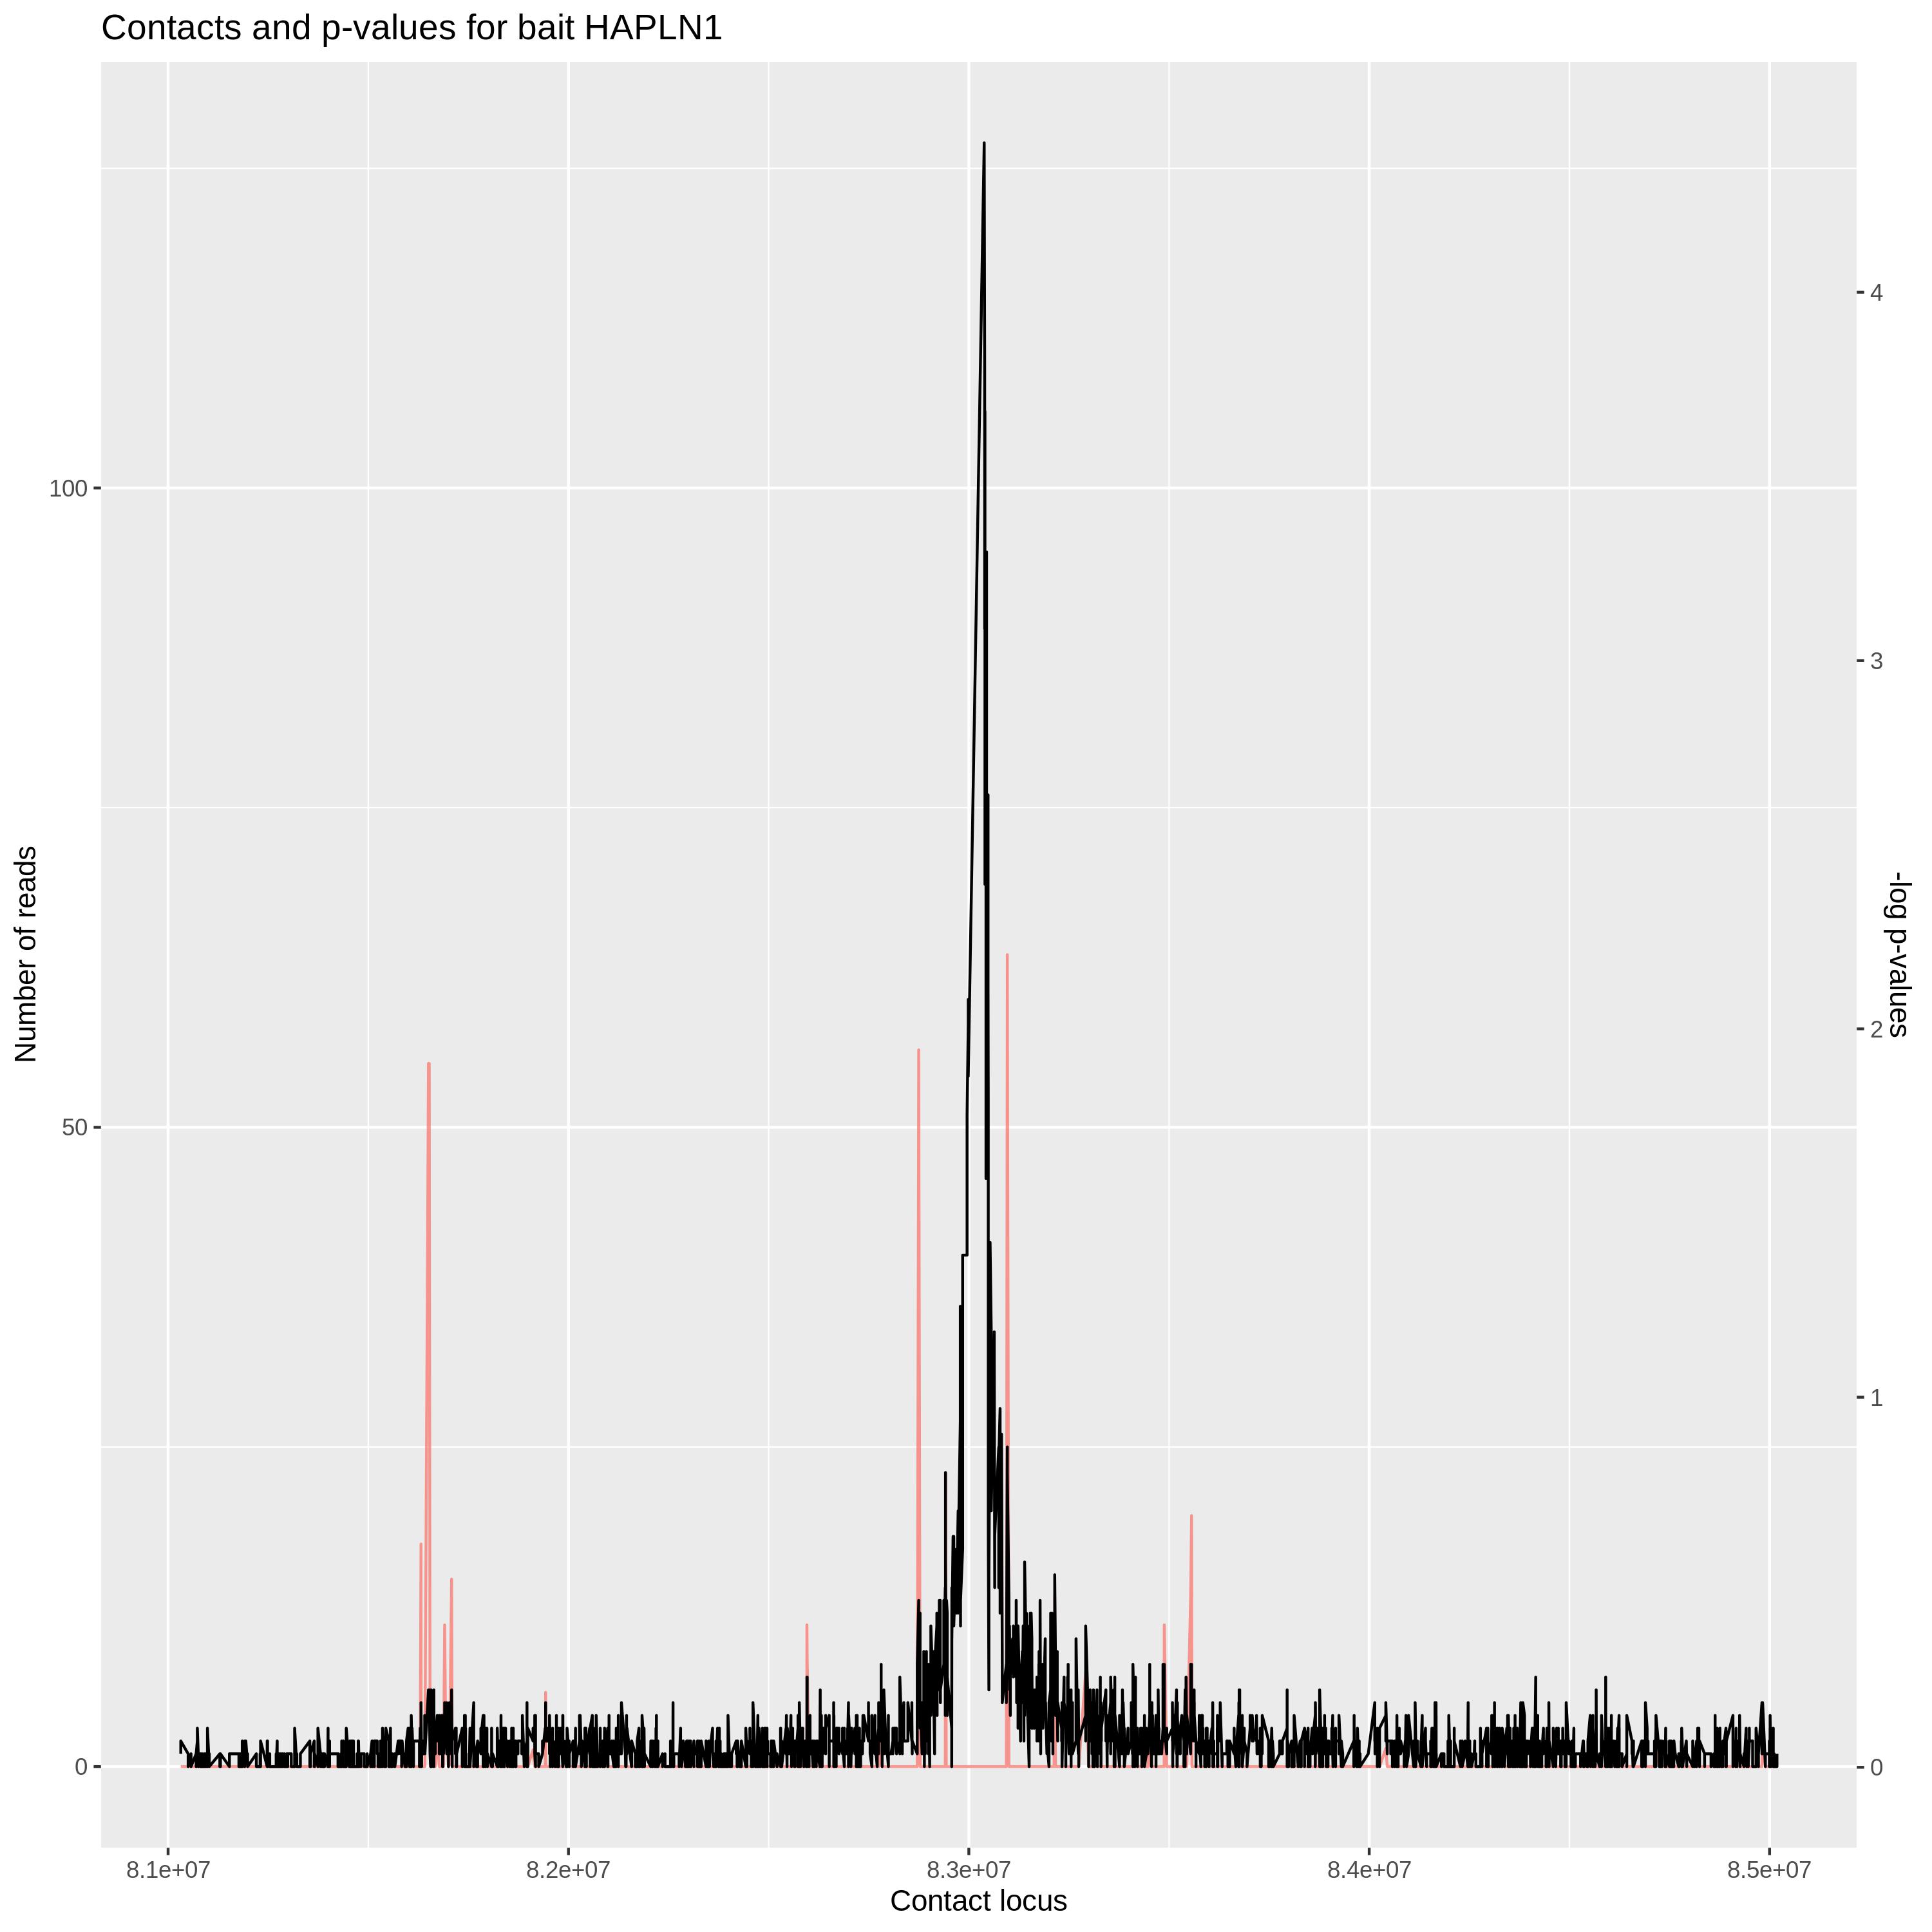 Contacts and p-values for bait HAPLN1
Number of reads
100
50
0
4
3
2
1
0
-log p-values
8.1e+07 8.2e+07 8.3e+07 8.4e+07 8.5e+07
Contact locus